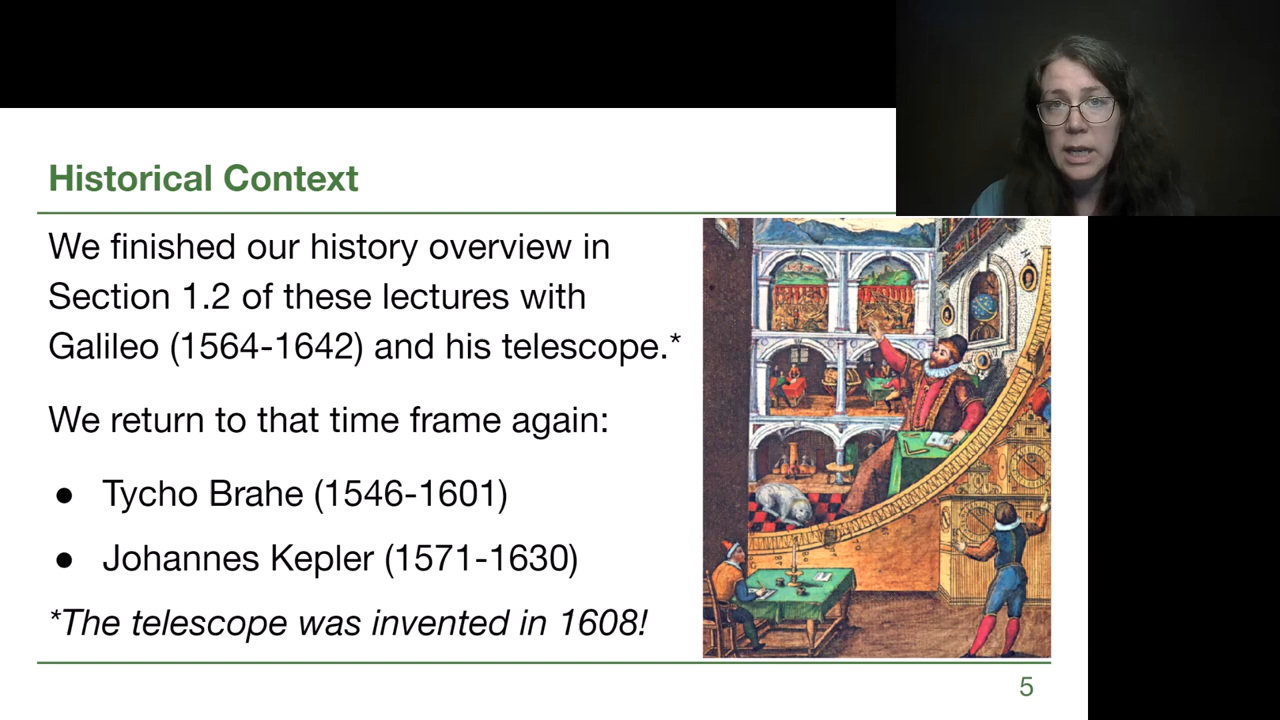 Historical Context
We finished our history overview in
Section 1.2 of these lectures with
Galileo (1564-1642) and his telescope.*
We return to that time frame again:
● Tycho Brahe (1546-1601)
● Johannes Kepler (1571-1630)
*The telescope was invented in 1608!
5